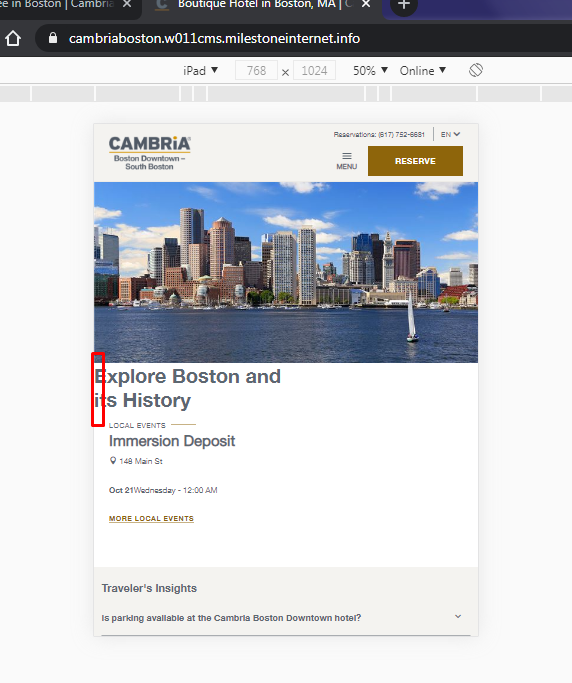 ee in Boston | Cambria
Boutique Hotel in Boston, MA | C
cambriaboston.w011cms.milestoneinternet.info
iPad ▼ 768 x 1024 50% ▼ Online ▼
Reservations: (617) 752-6681 EN
CAMBRiA®
Boston Downtown –
South Boston
MENU
RESERVE
Explore Boston and
its History
LOCAL EVENTS
Immersion Deposit
148 Main St
Oct 21Wednesday - 12:00 AM
MORE LOCAL EVENTS
Traveler's Insights
Is parking available at the Cambria Boston Downtown hotel?